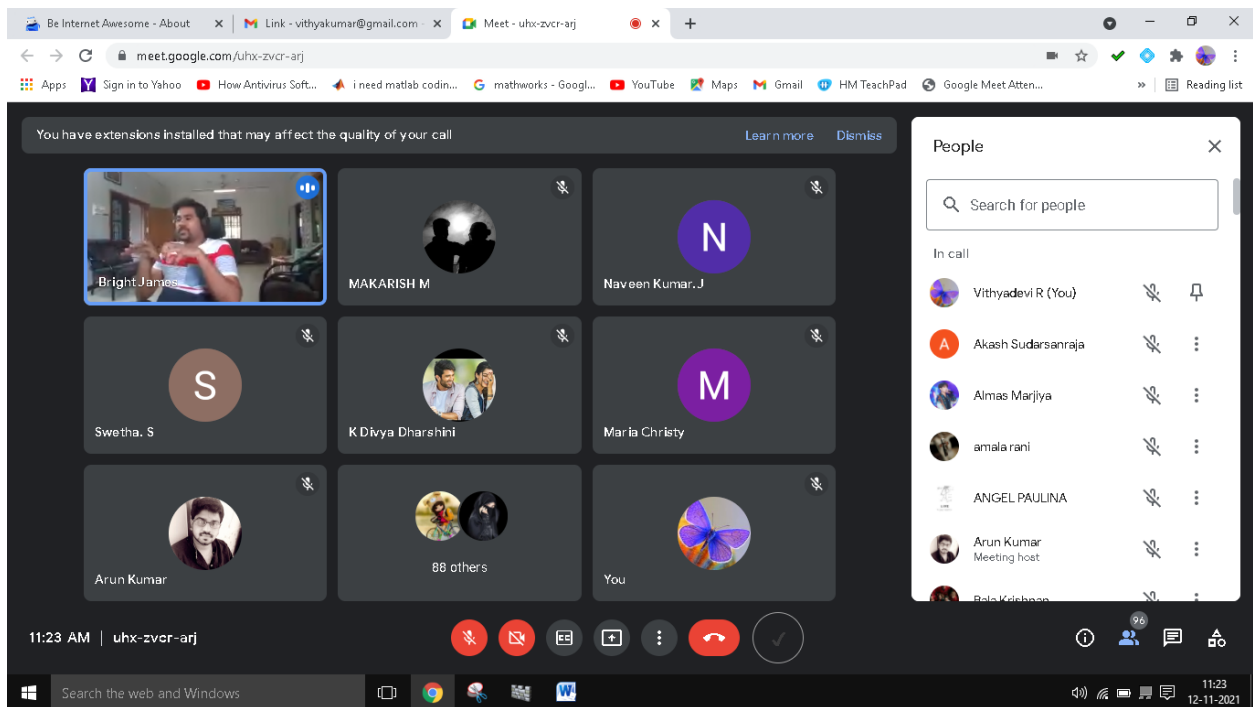 Be Internet Awesome - About
Link - vithyakumar@gmail.com -
Meet - uhx-zvcr-arj
meet.google.com/uhx-zvcr-arj
Apps
Sign in to Yahoo
How Antivirus Soft...
i need matlab codin...
mathworks - Googl...
YouTube
Maps
Gmail
HM TeachPad
Google Meet Atten...
»
Reading list
You have extensions installed that may affect the quality of your call
Learn more
Dismiss
Bright James
MAKARISH M
N
Naveen Kumar.J
S
Swetha. S
K Divya Dharshini
M
Maria Christy
Arun Kumar
88 others
You
People
Search for people
In call
Vithyadevi R (You)
A
Akash Sudarsanraja
Almas Marjiya
amala rani
ANGEL PAULINA
Arun Kumar
Meeting host
Bala Krishnan
11:23 AM | uhx-zvcr-arj
96
Search the web and Windows
11:23
12-11-2021